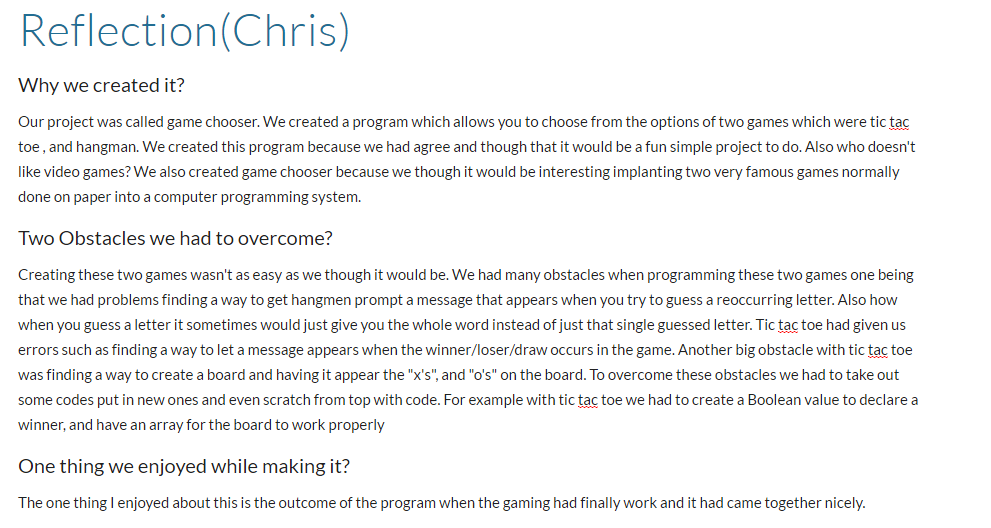 Reflection(Chris)
Why we created it?
Our project was called game chooser. We created a program which allows you to choose from the options of two games which were tic tac
toe , and hangman. We created this program because we had agree and though that it would be a fun simple project to do. Also who doesn't
like video games? We also created game chooser because we though it would be interesting implanting two very famous games normally
done on paper into a computer programming system.
Two Obstacles we had to overcome?
Creating these two games wasn't as easy as we though it would be. We had many obstacles when programming these two games one being
that we had problems finding a way to get hangmen prompt a message that appears when you try to guess a reoccurring letter. Also how
when you guess a letter it sometimes would just give you the whole word instead of just that single guessed letter. Tic tac toe had given us
errors such as finding a way to let a message appears when the winner/loser/draw occurs in the game. Another big obstacle with tic tac toe
was finding a way to create a board and having it appear the "x's", and "o's" on the board. To overcome these obstacles we had to take out
some codes put in new ones and even scratch from top with code. For example with tic tac toe we had to create a Boolean value to declare a
winner, and have an array for the board to work properly
One thing we enjoyed while making it?
The one thing I enjoyed about this is the outcome of the program when the gaming had finally work and it had came together nicely.